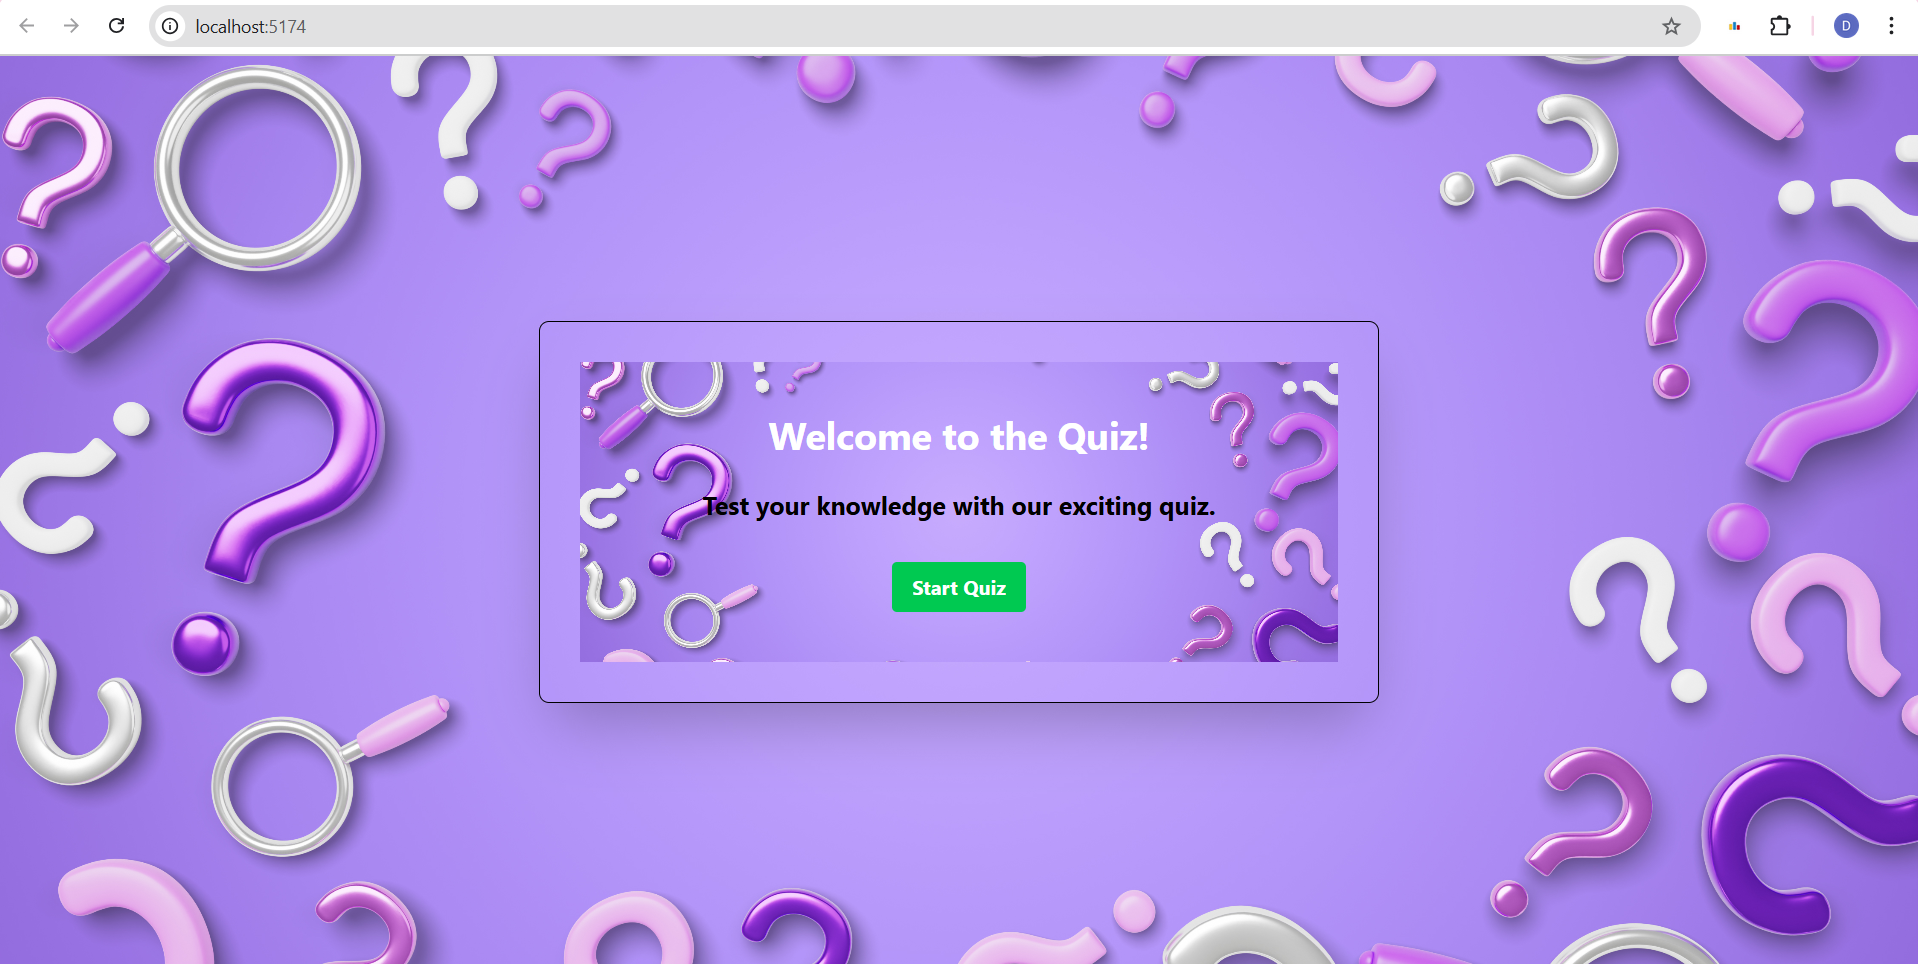 localhost:5174
D
Welcome to the Quiz!
Test your knowledge with our exciting quiz.
Start Quiz